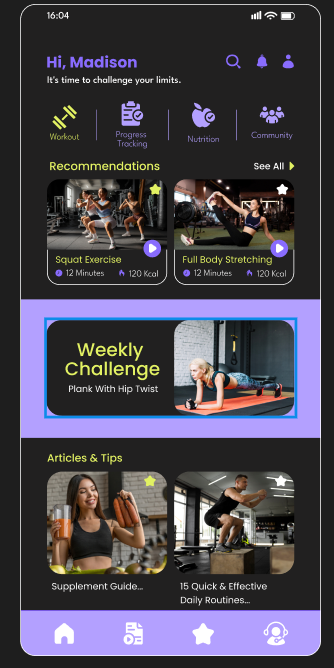 16:04
Hi, Madison
It's time to challenge your limits.
Workout
Progress
Tracking
Nutrition
Community
Recommendations
See All
Squat Exercise
12 Minutes
120 Kcal
Full Body Stretching
12 Minutes
120 Kcal
Weekly
Challenge
Plank With Hip Twist
Articles & Tips
Supplement Guide...
15 Quick & Effective
Daily Routines...